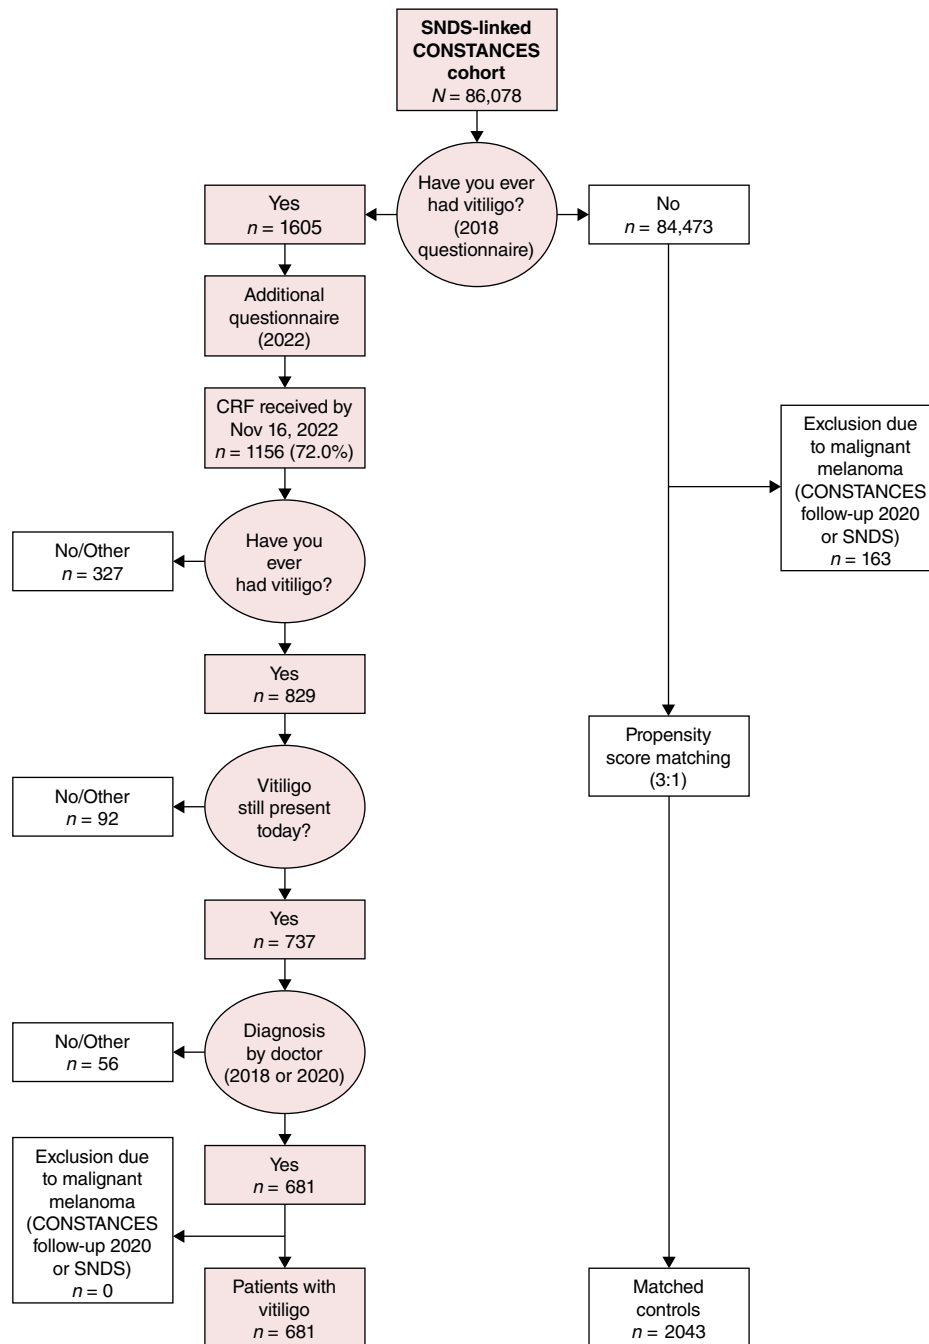 SNDS-linked
CONSTANCES
cohort
N = 86,078
Have you ever
had vitiligo?
(2018
questionnaire)
Yes
n = 1605
No
n = 84,473
Additional
questionnaire
(2022)
CRF received by
Nov 16, 2022
n = 1156 (72.0%)
Exclusion due
to malignant
melanoma
(CONSTANCES
follow-up 2020
or SNDS)
n = 163
Have you
ever
had vitiligo?
No/Other
n = 327
Yes
n = 829
Propensity
score matching
(3:1)
Vitiligo
still present
today?
No/Other
n = 92
Yes
n = 737
Diagnosis
by doctor
(2018 or 2020)
No/Other
n = 56
Yes
n = 681
Exclusion due
to malignant
melanoma
(CONSTANCES
follow-up 2020
or SNDS)
n = 0
Patients with
vitiligo
n = 681
Matched
controls
n = 2043